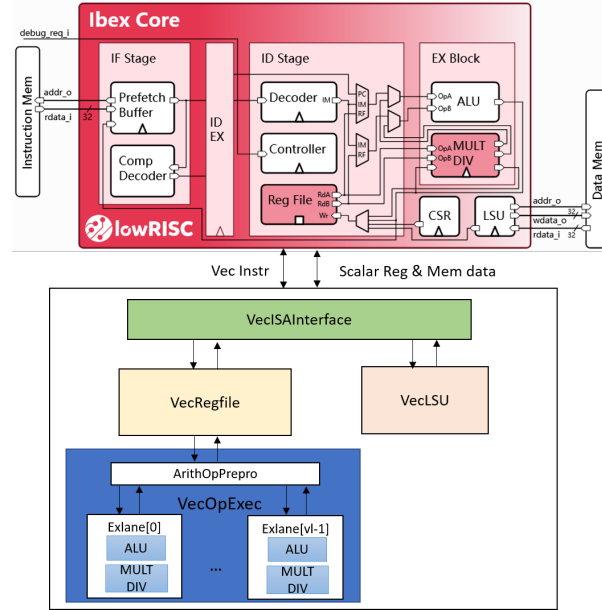 Ibex Core
debug_req_i
IF Stage
ID Stage
EX Block
Instruction Mem
addr_o
rdata_i
32
Prefetch
Buffer
Comp
Decoder
ID
EX
Decoder
IM
Controller
Reg File
RdA
RdB
Wr
PC
IM
RF
IM
RF
OpA
OpB
ALU
OpA
OpB
MULT
DIV
CSR
LSU
Data Mem
addr_o
32
wdata_o
rdata_i
32
lowRISC
Vec Instr
Scalar Reg & Mem data
VecISAInterface
VecRegfile
VecLSU
ArithOpPrepro
VecOpExec
Exlane[0]
ALU
MULT
DIV
...
Exlane[vl-1]
ALU
MULT
DIV